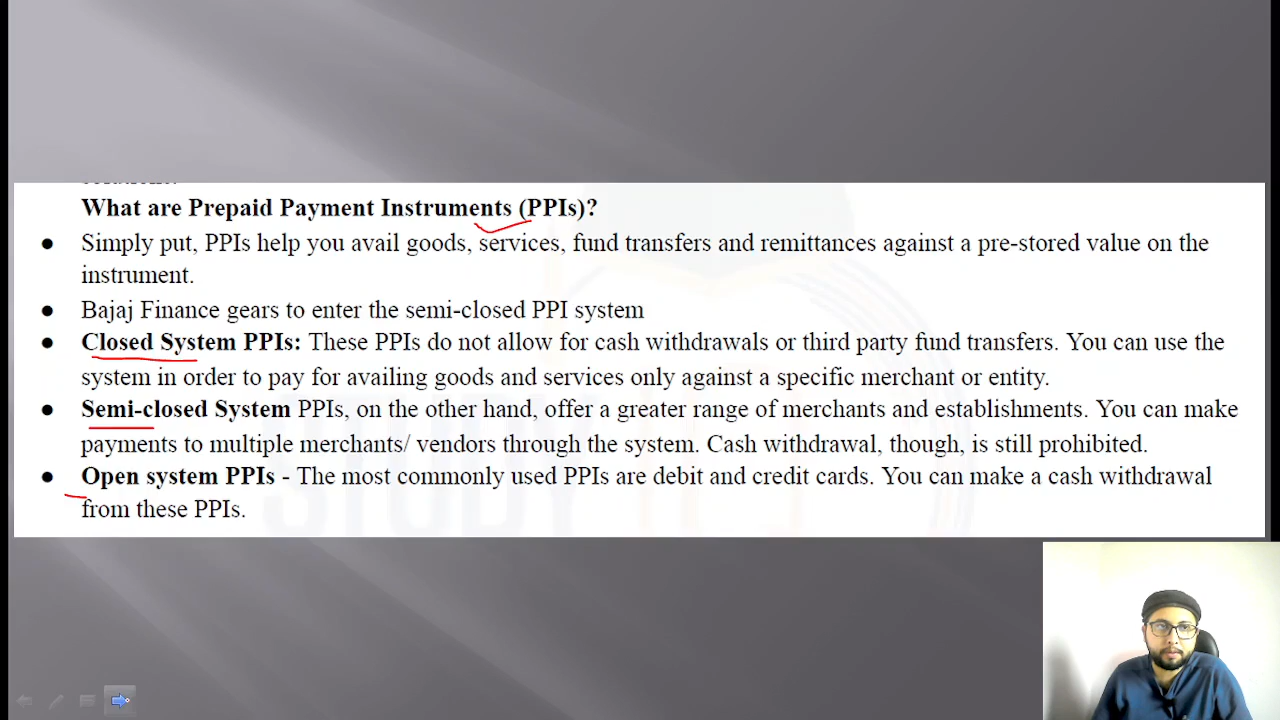 What are Prepaid Payment Instruments (PPIs)?
● Simply put, PPIs help you avail goods, services, fund transfers and remittances against a pre-stored value on the
instrument.
● Bajaj Finance gears to enter the semi-closed PPI system
● Closed System PPIs: These PPIs do not allow for cash withdrawals or third party fund transfers. You can use the
system in order to pay for availing goods and services only against a specific merchant or entity.
● Semi-closed System PPIs, on the other hand, offer a greater range of merchants and establishments. You can make
payments to multiple merchants/ vendors through the system. Cash withdrawal, though, is still prohibited.
● Open system PPIs - The most commonly used PPIs are debit and credit cards. You can make a cash withdrawal
from these PPIs.
STUDY